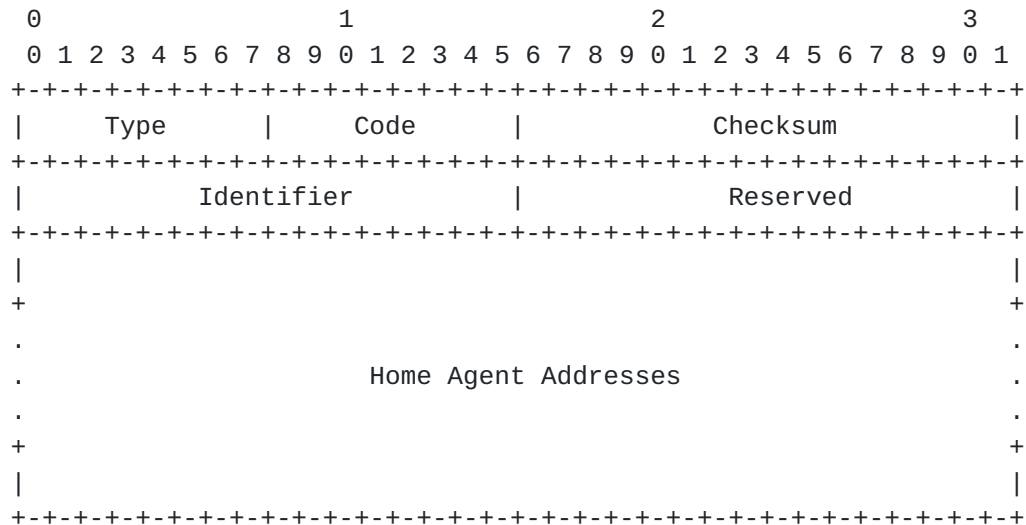 0                   1                   2                   3
 0 1 2 3 4 5 6 7 8 9 0 1 2 3 4 5 6 7 8 9 0 1 2 3 4 5 6 7 8 9 0 1
+-+-+-+-+-+-+-+-+-+-+-+-+-+-+-+-+-+-+-+-+-+-+-+-+-+-+-+-+-+-+-+-+
|     Type      |     Code      |            Checksum           |
+-+-+-+-+-+-+-+-+-+-+-+-+-+-+-+-+-+-+-+-+-+-+-+-+-+-+-+-+-+-+-+-+
|           Identifier          |             Reserved          |
+-+-+-+-+-+-+-+-+-+-+-+-+-+-+-+-+-+-+-+-+-+-+-+-+-+-+-+-+-+-+-+-+
|                                                               |
+                                                               +
.                                                               .
.                      Home Agent Addresses                     .
.                                                               .
+                                                               +
|                                                               |
+-+-+-+-+-+-+-+-+-+-+-+-+-+-+-+-+-+-+-+-+-+-+-+-+-+-+-+-+-+-+-+-+